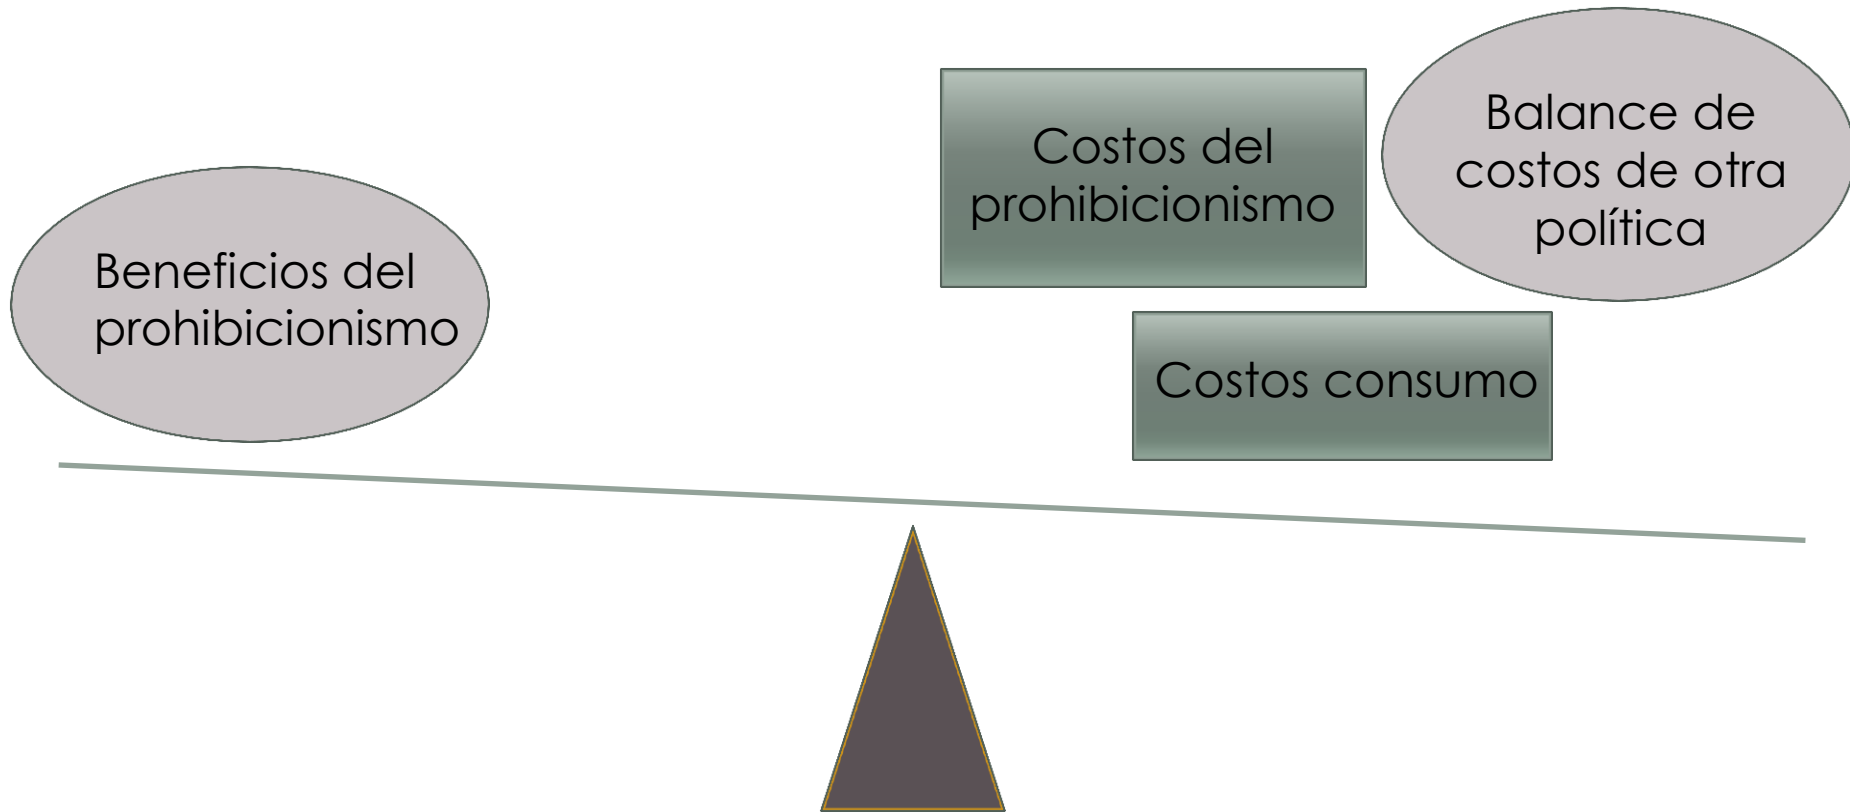 Beneficios del
prohibicionismo
Costos del
prohibicionismo
Balance de
costos de otra
política
Costos consumo